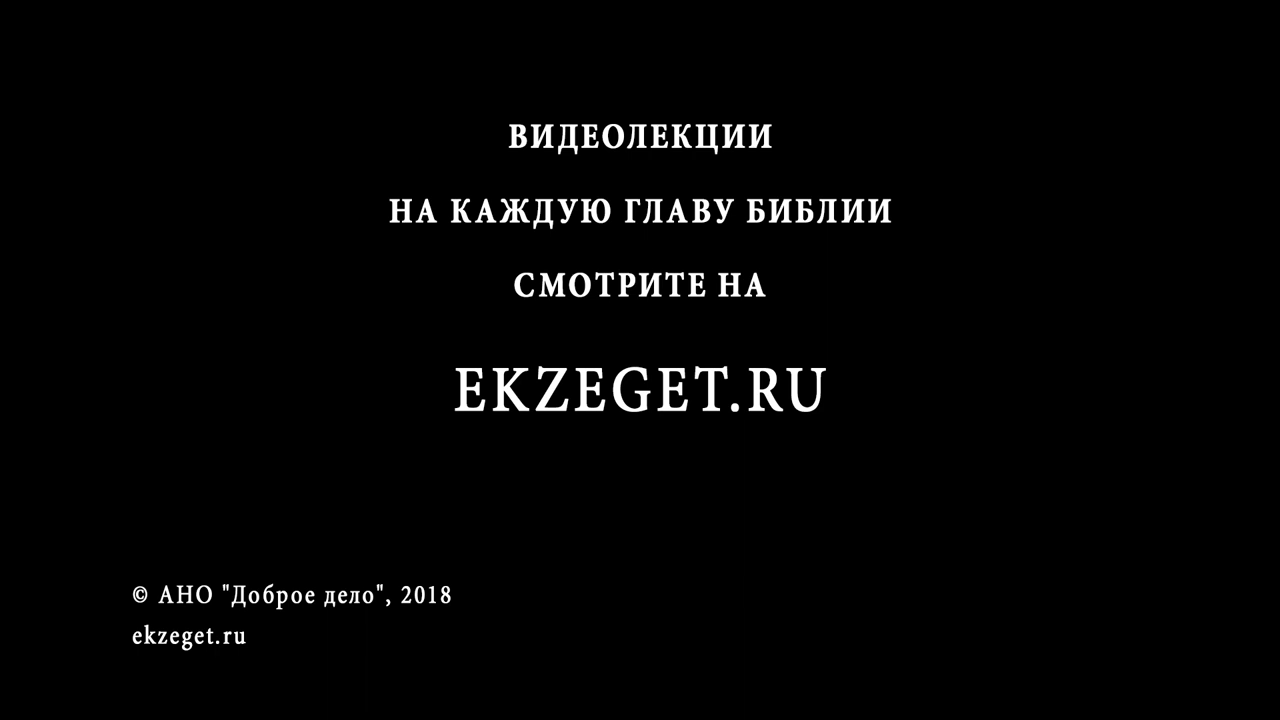 ВИДЕОЛЕКЦИИ
НА КАЖДУЮ ГЛАВУ БИБЛИИ
СМОТРИТЕ НА
EKZEGET.RU
© АНО "Доброе дело", 2018
ekzeget.ru